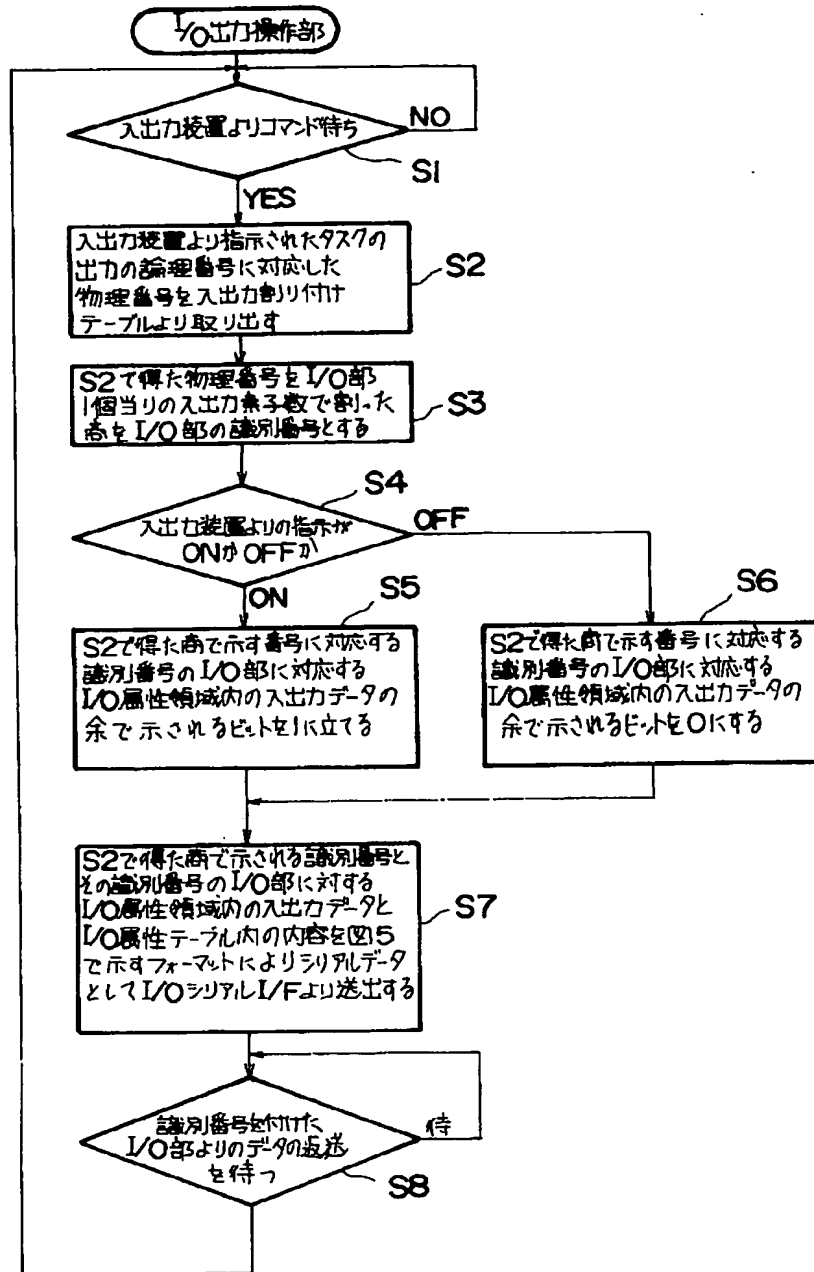 I/O出力操作部
入出力装置よりコマンド待ち
NO
S1
YES
入出力装置より指示されたタスクの
出力の論理番号に対応した
物理番号を入出力割り付け
テーブルより取り出す
S2
S2で得た物理番号をI/O部
1個当りの入出力素子数で割った
商をI/O部の識別番号とする
S3
S4
入出力装置よりの指示が
ONかOFFか
OFF
ON
S5
S2で得た商で示す番号に対応する
識別番号のI/O部に対応する
I/O属性領域内の入出力データの
余で示されるビットを1に立てる
S6
S2で得た商で示す番号に対応する
識別番号のI/O部に対応する
I/O属性領域内の入出力データの
余で示されるビットを0にする
S2で得た商で示される識別番号と
その識別番号のI/O部に対する
I/O属性領域内の入出力データと
I/O属性テーブル内の内容を図5
で示すフォーマットによりシリアルデータ
としてI/OシリアルI/Fより送出する
S7
識別番号を付けた
I/O部よりのデータの返送
を待つ
待
S8